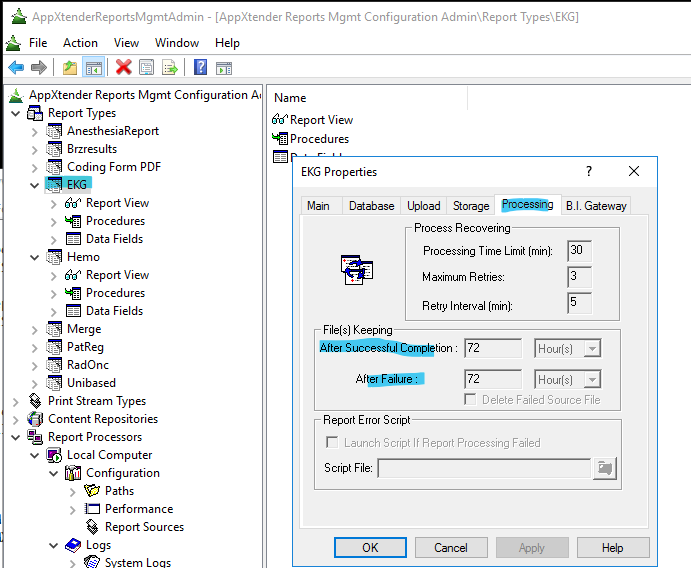 AppXtenderReportsMgmtAdmin - [AppXtender Reports Mgmt Configuration Admin\Report Types\EKG]
File Action View Window Help
AppXtender Reports Mgmt Configuration
Report Types
AnesthesiaReport
Brzresults
Coding Form PDF
EKG
Report View
Procedures
Data Fields
Hemo
Report View
Procedures
Data Fields
Merge
PatReg
RadOnc
Unibased
Print Stream Types
Content Repositories
Report Processors
Local Computer
Configuration
Paths
Performance
Report Sources
Logs
System Logs
Name
Report View
Procedures
EKG Properties
Main Database Upload Storage Processing B.I. Gateway
Process Recovering
Processing Time Limit (min): 30
Maximum Retries: 3
Retry Interval (min): 5
File(s) Keeping
After Successful Completion : 72 Hour(s)
After Failure : 72 Hour(s)
Delete Failed Source File
Report Error Script
Launch Script If Report Processing Failed
Script File:
OK Cancel Apply Help